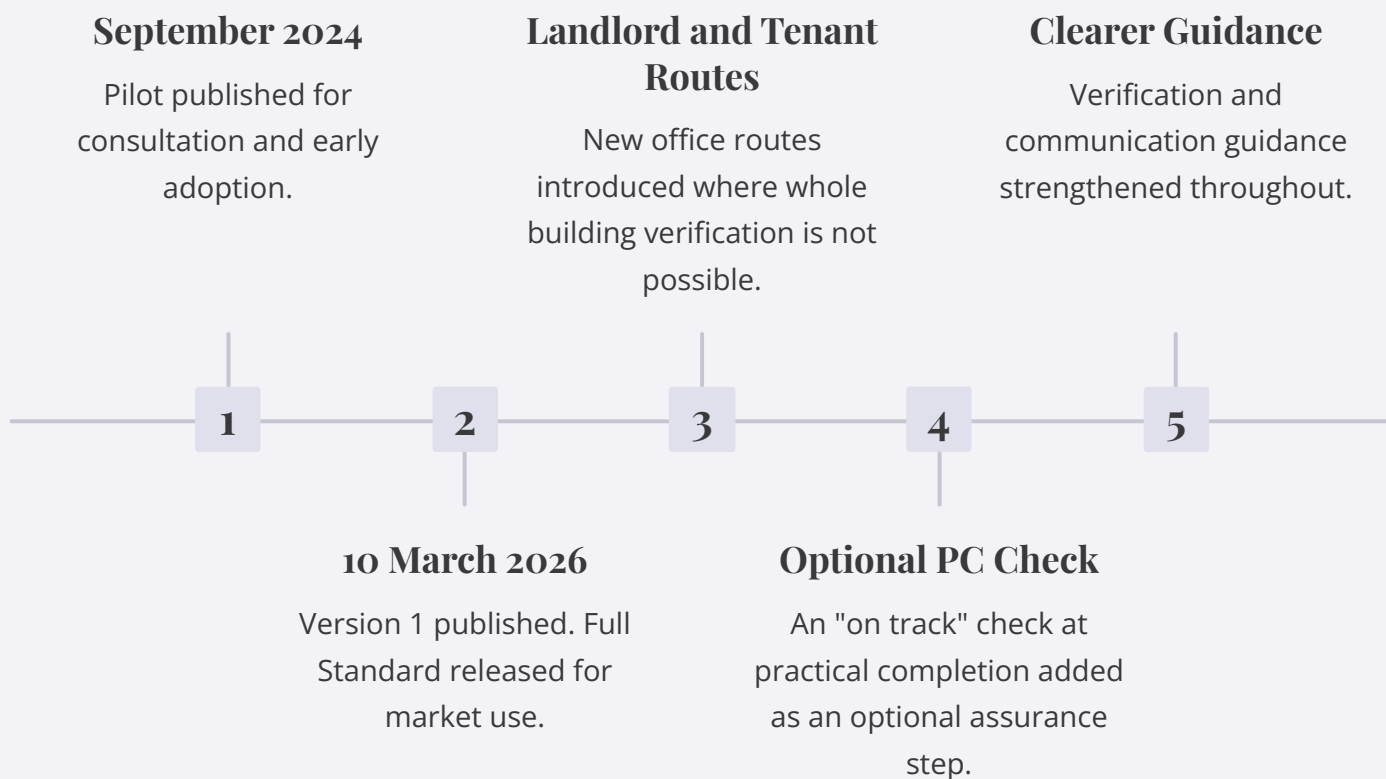 September 2024
Pilot published for
consultation and early
adoption.
Landlord and Tenant
Routes
New office routes
introduced where whole
building verification is not
possible.
Clearer Guidance
Verification and
communication guidance
strengthened throughout.
1
2
3
4
5
10 March 2026
Version 1 published. Full
Standard released for
market use.
Optional PC Check
An "on track" check at
practical completion added
as an optional assurance
step.